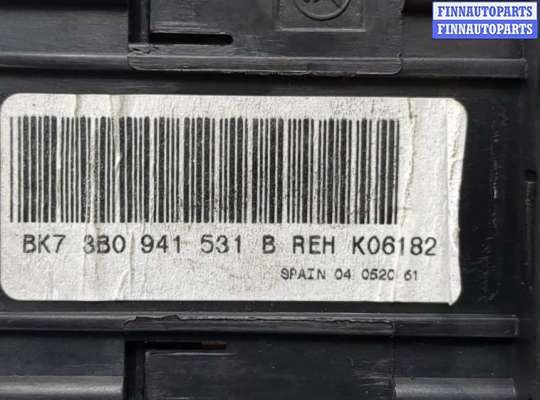 FINNAUTOPARTS
FINNAUTOPARTS
BK7 3B0 941 531 B REH K06182
SPAIN 04 0520 61